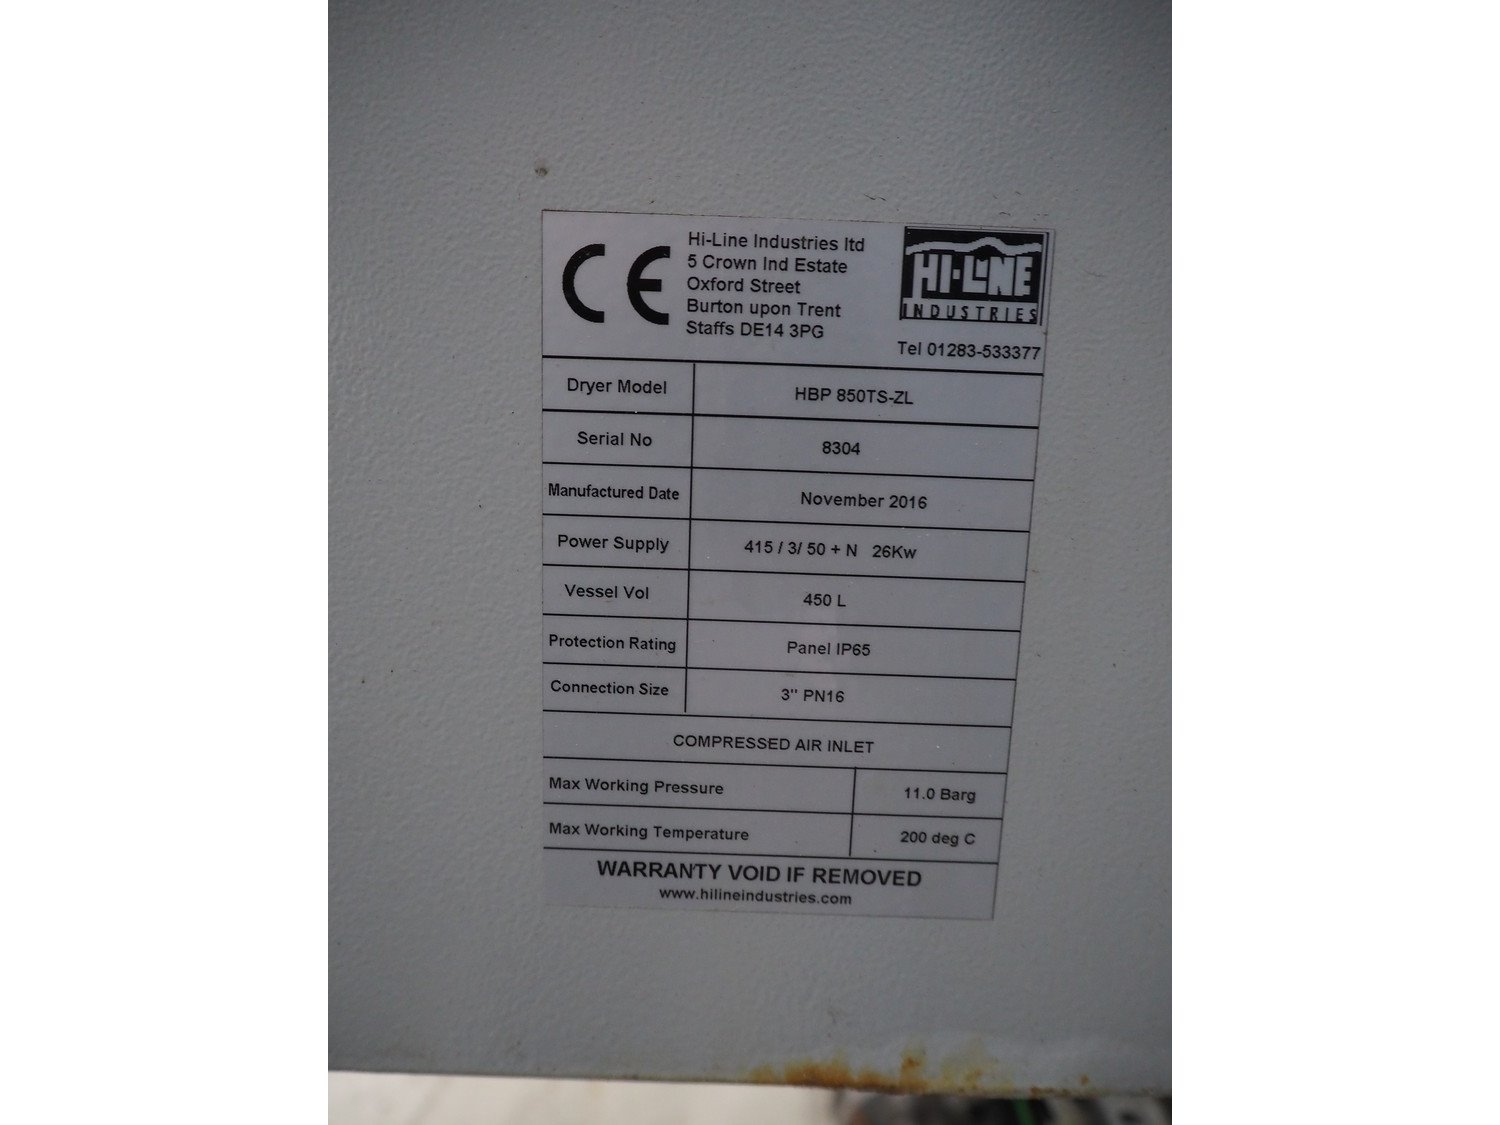 CE
Hi-Line Industries ltd
5 Crown Ind Estate
Oxford Street
Burton upon Trent
Staffs DE14 3PG
HI-LINE
INDUSTRIES
Tel 01283-533377
Dryer Model HBP 850TS-ZL
Serial No 8304
Manufactured Date November 2016
Power Supply 415 / 3/ 50 + N 26Kw
Vessel Vol 450 L
Protection Rating Panel IP65
Connection Size 3" PN16
COMPRESSED AIR INLET
Max Working Pressure 11.0 Barg
Max Working Temperature 200 deg C
WARRANTY VOID IF REMOVED
www.hilineindustries.com